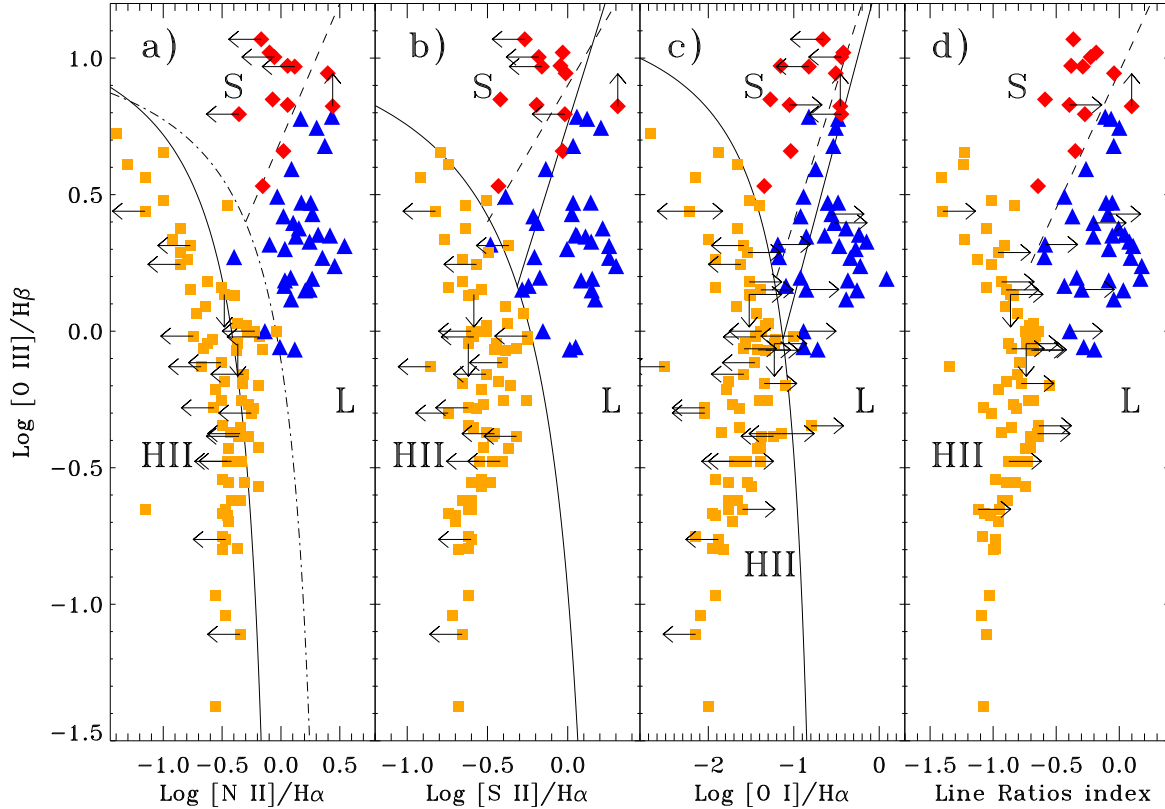 a)
b)
c)
d)
S
S
S
S
L
L
L
L
HII
HII
HII
HII
1.0
0.5
0.0
−0.5
−1.0
−1.5
Log [O III]/Hβ
−1.0 −0.5 0.0 0.5
−1.0 −0.5 0.0
−2 −1 0
−1.5 −1.0 −0.5 0.0
Log [N II]/Hα
Log [S II]/Hα
Log [O I]/Hα
Line Ratios index